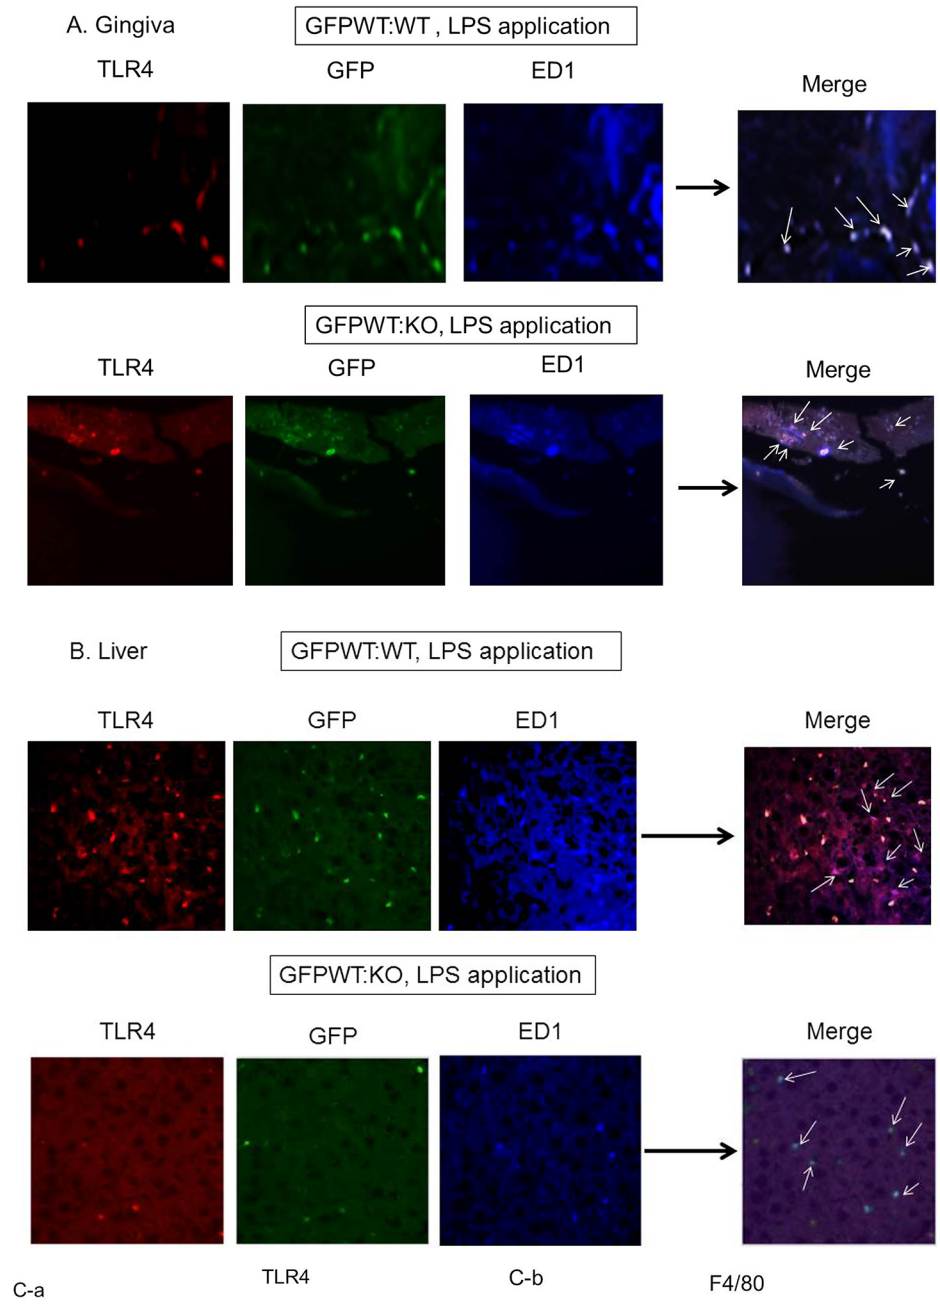 A. Gingiva
GFPWT:WT , LPS application
TLR4
GFP
ED1
Merge
GFPWT:KO, LPS application
TLR4
GFP
ED1
Merge
B. Liver
GFPWT:WT, LPS application
TLR4
GFP
ED1
Merge
GFPWT:KO, LPS application
TLR4
GFP
ED1
Merge
C-a
TLR4
C-b
F4/80